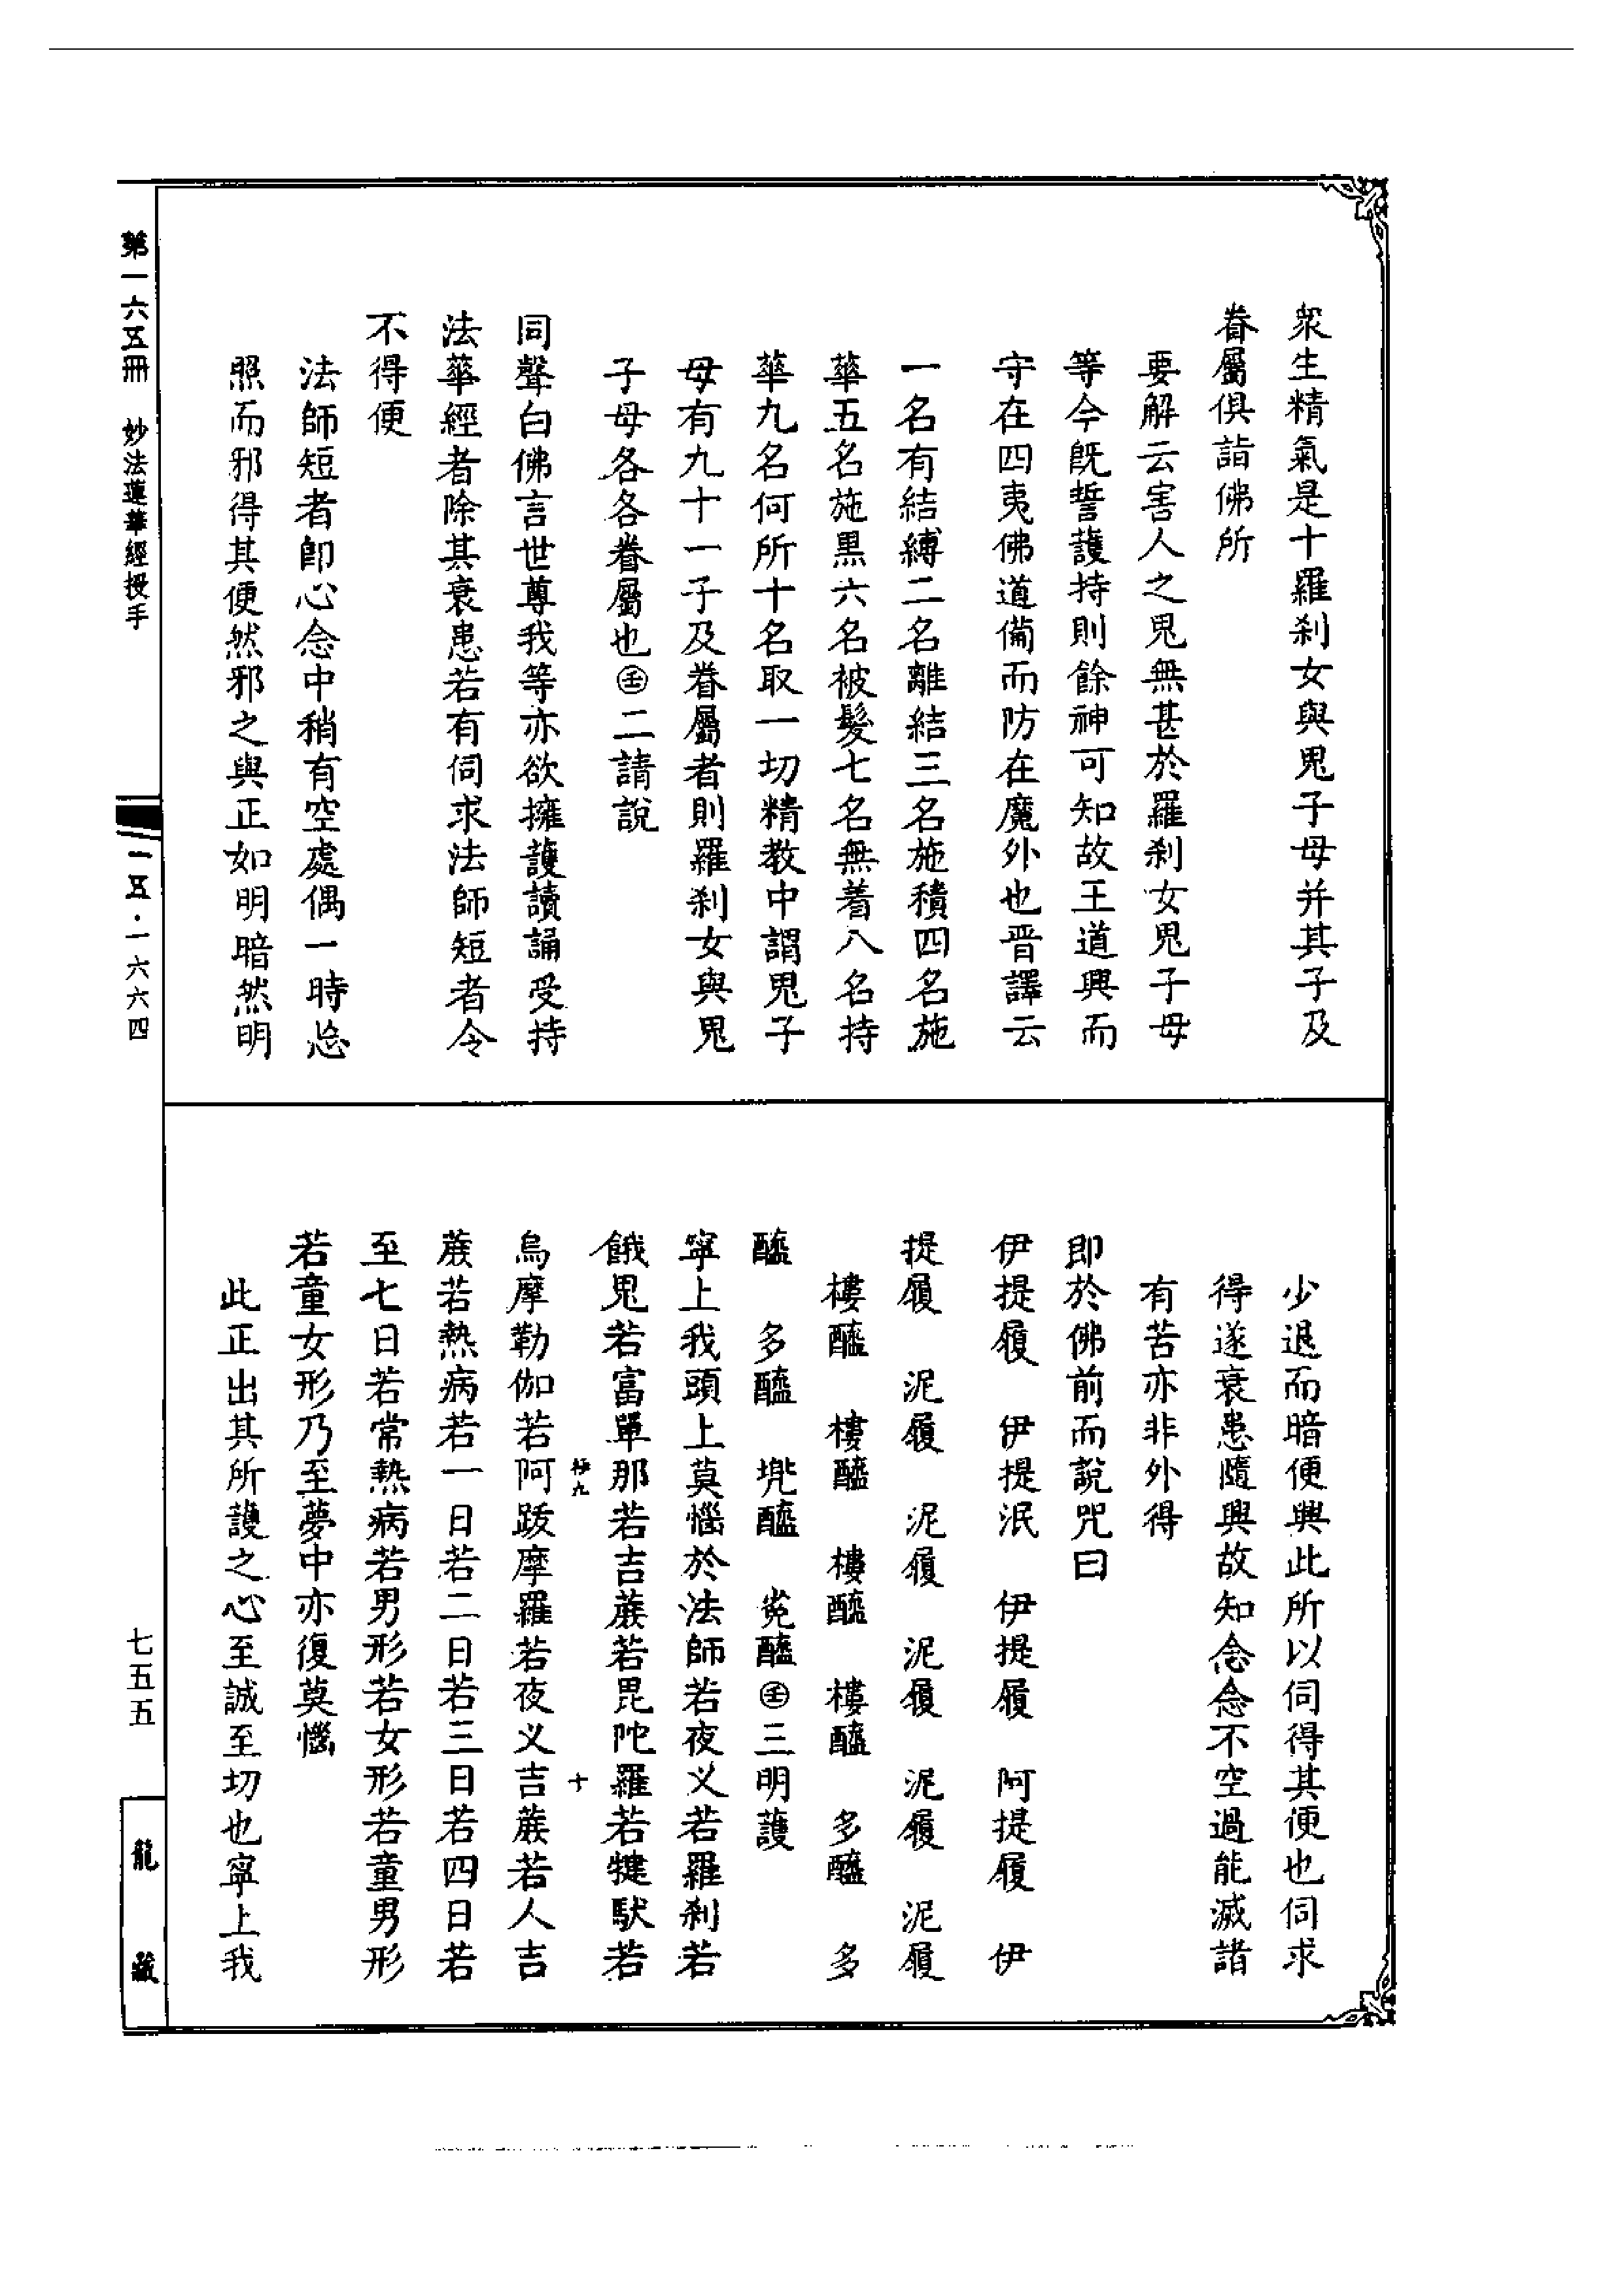 衆生精氣是十羅刹女與鬼子母并其子及
眷屬俱詣佛所
要解云害人之鬼無甚於羅刹女鬼子母
等今既誓護持則餘神可知故王道興而
守在四夷佛道備而防在魔外也晋譯云
一名有結縛二名離結三名施積四名施
華五名施黒六名被髮七名無着八名持
華九名何所十名取一切精教中謂鬼子
母有九十一子及眷屬者則羅刹女與鬼
子母各各眷屬也㊅二請說
同聲白佛言世尊我等亦欲擁護讀誦受持
法華經者除其衰患若有伺求法師短者令
不得便
法師短者卽心念中稍有空處偶一時忘
照而邪得其便然邪之與正如明暗然明
少退而暗便興此所以伺得其便也伺求
得遂衰患隨興故知念念不空過能滅諸
有苦亦非外得
即於佛前而說咒曰
伊提履 伊提泯 伊提履 阿提履 伊
提履 泥履 泥履 泥履 泥履 泥履
樓醯 樓醯 樓醯 樓醯 多醯 多
醯 多醯 兠醯 㝹醯 三明護
寧上我頭上莫惱於法師若夜义若羅刹若
餓鬼若富單那若吉蔗若毘陀羅若犍馱若
烏摩勒伽若阿跋摩羅若夜义吉蔗若人吉
蔗若熱病若一日若二日若三日若四日若
至七日若常熱病若男形若女形若童男形
若童女形乃至夢中亦復莫惱
此正出其所護之心至誠至切也寧上我
第一六五冊 妙法蓮華經授手
一五·一六六四
七五五
龍藏